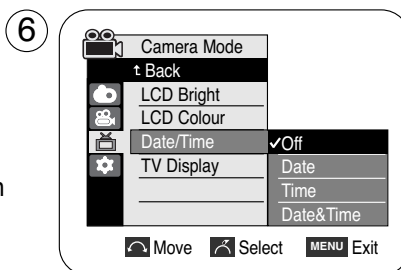 6
Camera Mode
Back
LCD Bright
LCD Colour
Date/Time ✓Off
TV Display Date
Time
Date&Time
n
Move Select MENU Exit